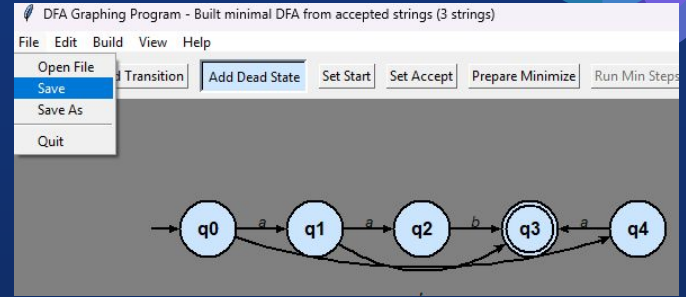 DFA Graphing Program - Built minimal DFA from accepted strings (3 strings)
File Edit Build View Help
Open File
Transition Add Dead State Set Start Set Accept Prepare Minimize Run Min Steps
Save
Save As
Quit
a a b a
q0 q1 q2 q3 q4